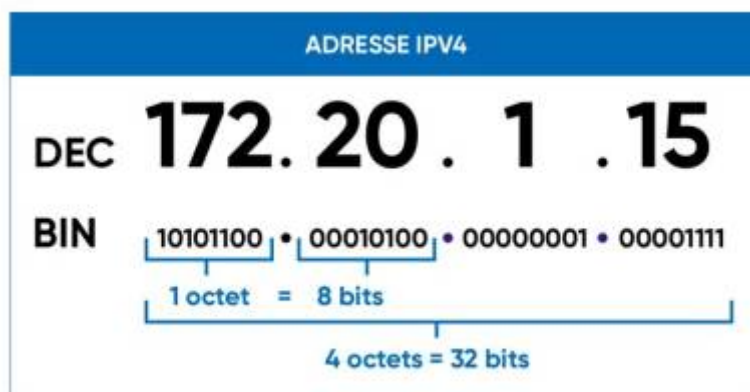 ADRESSE IPV4
DEC 172. 20 . 1 . 15
BIN 10101100 • 00010100 • 00000001 • 00001111
1 octet = 8 bits
4 octets = 32 bits